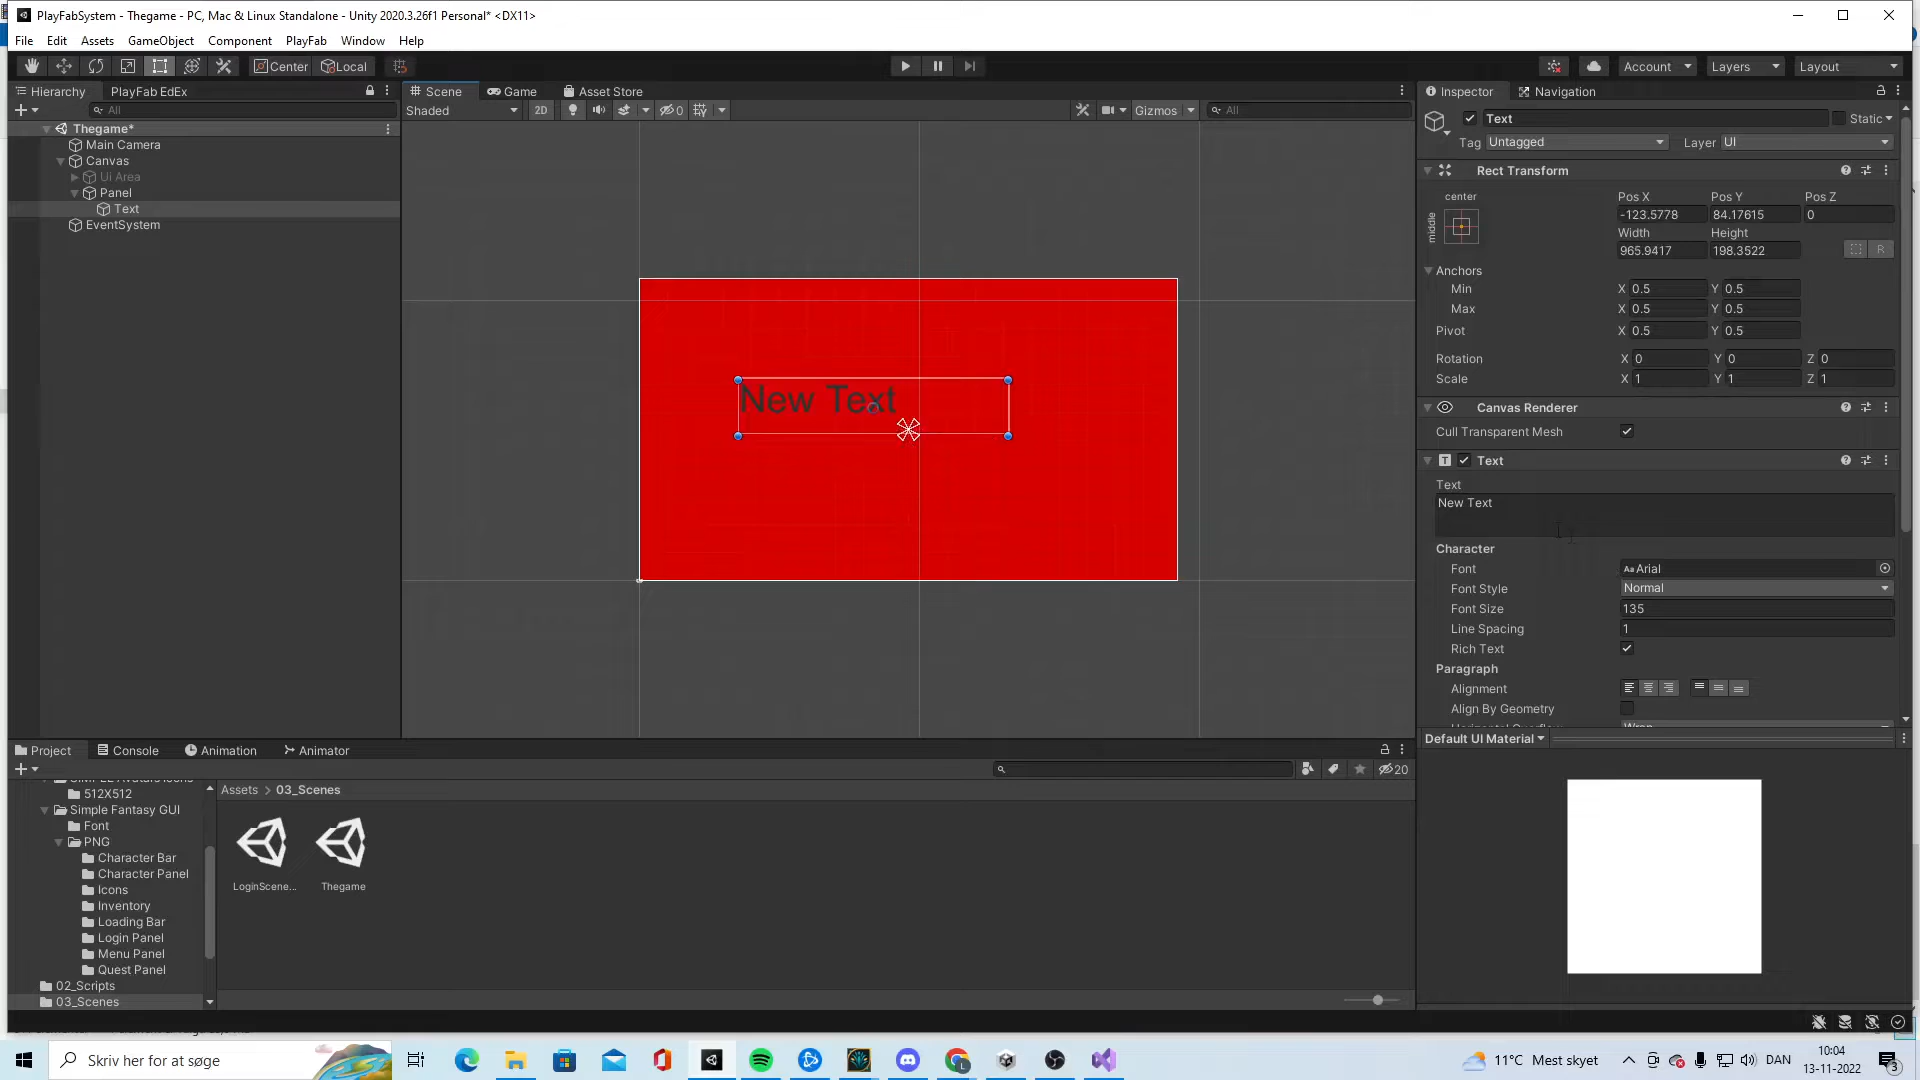 PlayFabSystem - Thegame - PC, Mac & Linux Standalone - Unity 2020.3.26f1 Personal* <DX11>
File Edit Assets GameObject Component PlayFab Window Help
Center Local Account Layers Layout
Hierarchy PlayFab EdEx
All
Thegame*
Main Camera
Canvas
Ui Area
Panel
Text
EventSystem
Scene Game Asset Store
Shaded 2D 0 Gizmos All
New Text
Inspector Navigation
Text Static
Tag Untagged Layer UI
Rect Transform
center
middle
Pos X Pos Y Pos Z
-123.5778 84.17615 0
Width Height
965.9417 198.3522 R
Anchors
Min X 0.5 Y 0.5
Max X 0.5 Y 0.5
Pivot X 0.5 Y 0.5
Rotation X 0 Y 0 Z 0
Scale X 1 Y 1 Z 1
Canvas Renderer
Cull Transparent Mesh
T Text
Text
New Text
Character
Font Aa Arial
Font Style Normal
Font Size 135
Line Spacing 1
Rich Text
Paragraph
Alignment
Align By Geometry
Default UI Material
Project Console Animation Animator
20
512X512
Simple Fantasy GUI
Font
PNG
Character Bar
Character Panel
Icons
Inventory
Loading Bar
Login Panel
Menu Panel
Quest Panel
02_Scripts
03_Scenes
Assets > 03_Scenes
LoginScene... Thegame
Skriv her for at søge
11°C Mest skyet DAN
10:04
13-11-2022
3